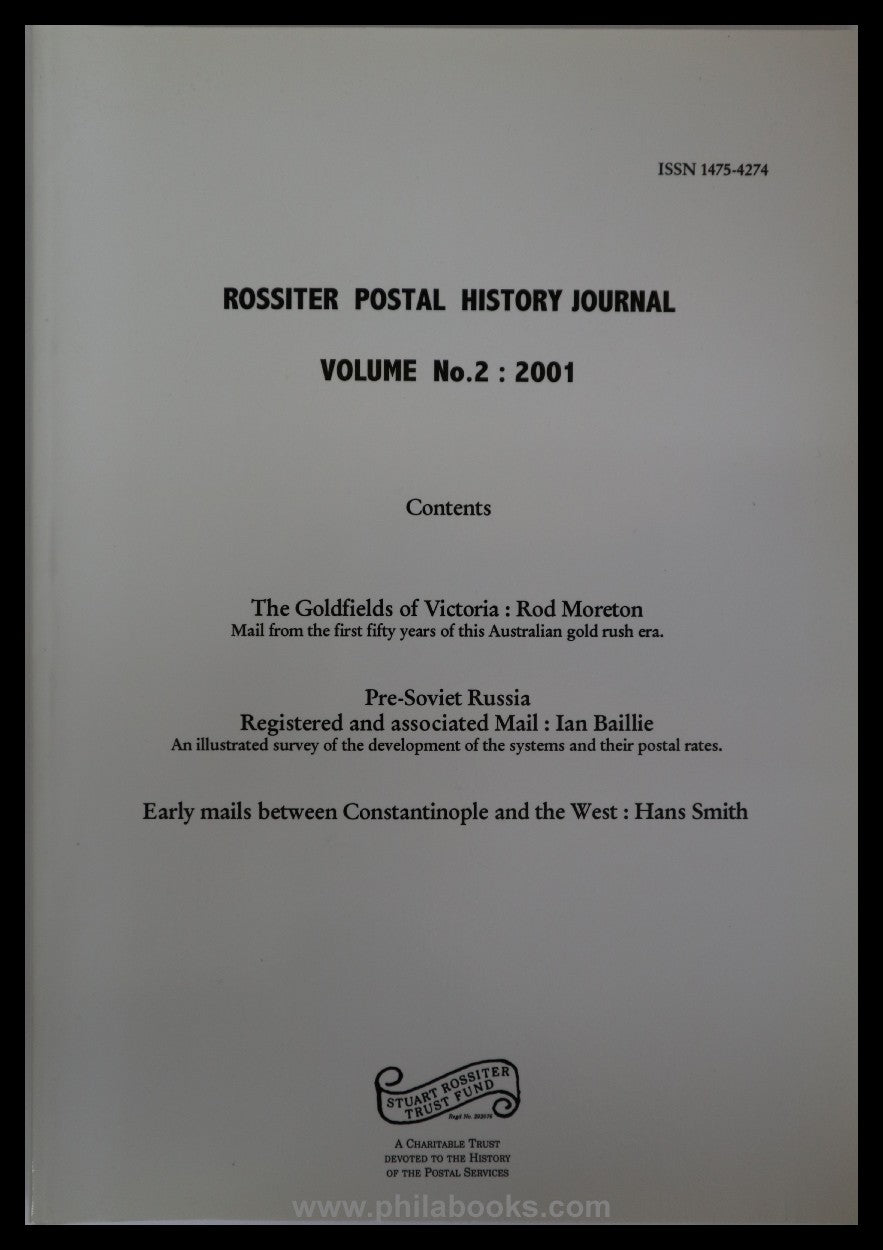 ISSN 1475-4274
ROSSITER POSTAL HISTORY JOURNAL
VOLUME No.2 : 2001
Contents
The Goldfields of Victoria : Rod Moreton
Mail from the first fifty years of this Australian gold rush era.
Pre-Soviet Russia
Registered and associated Mail : Ian Baillie
An illustrated survey of the development of the systems and their postal rates.
Early mails between Constantinople and the West : Hans Smith
STUART ROSSITER
TRUST FUND
Regd. No.
A CHARITABLE TRUST
DEVOTED TO THE HISTORY
OF THE POSTAL SERVICES
www.philabooks.com